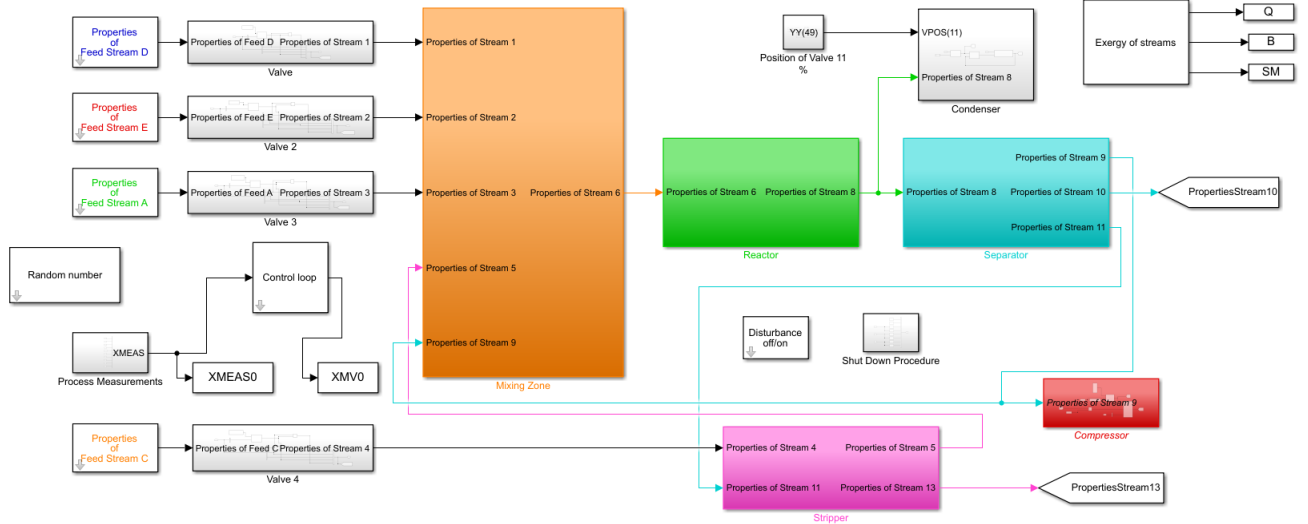 Properties
of
Feed Stream D
Properties of Feed D
Properties of Stream 1
Valve
Properties
of
Feed Stream E
Properties of Feed E
Properties of Stream 2
Valve 2
Properties
of
Feed Stream A
Properties of Feed A
Properties of Stream 3
Valve 3
Random number
Control loop
XMEAS
Process Measurements
XMEAS0
XMV0
Properties
of
Feed Stream C
Properties of Feed C
Properties of Stream 4
Valve 4
Properties of Stream 1
Properties of Stream 2
Properties of Stream 3
Properties of Stream 6
Properties of Stream 5
Properties of Stream 9
Mixing Zone
YY(49)
Position of Valve 11
%
VPOS(11)
Properties of Stream 8
Condenser
Exergy of streams
Q
B
SM
Properties of Stream 6
Properties of Stream 8
Reactor
Properties of Stream 8
Properties of Stream 9
Properties of Stream 10
Properties of Stream 11
Separator
PropertiesStream10
Disturbance
off/on
Shut Down Procedure
Properties of Stream 9
Compressor
Properties of Stream 4
Properties of Stream 5
Properties of Stream 11
Properties of Stream 13
Stripper
PropertiesStream13